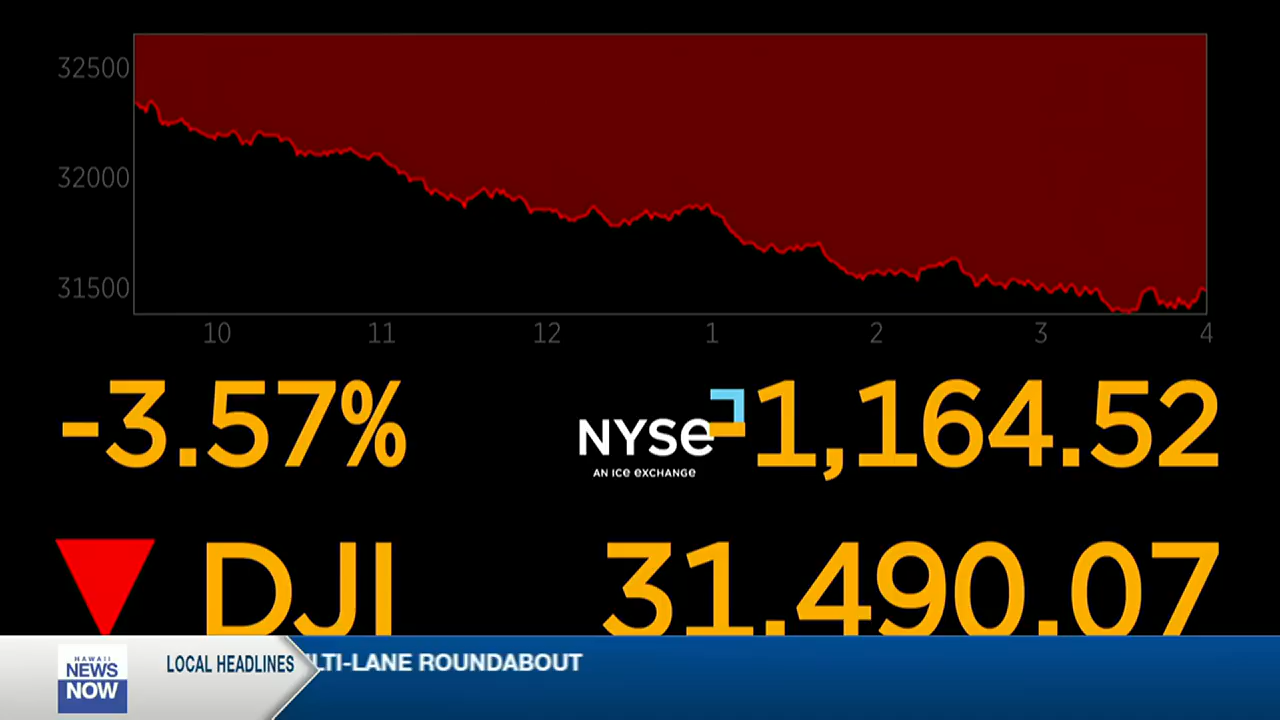 32500
32000
31500
10 11 12 1 2 3 4
-3.57%
NYSE
AN ICE EXCHANGE
-1,164.52
DJI 31,490.07
HAWAII
NEWS
NOW
LOCAL HEADLINES
LTI-LANE ROUNDABOUT